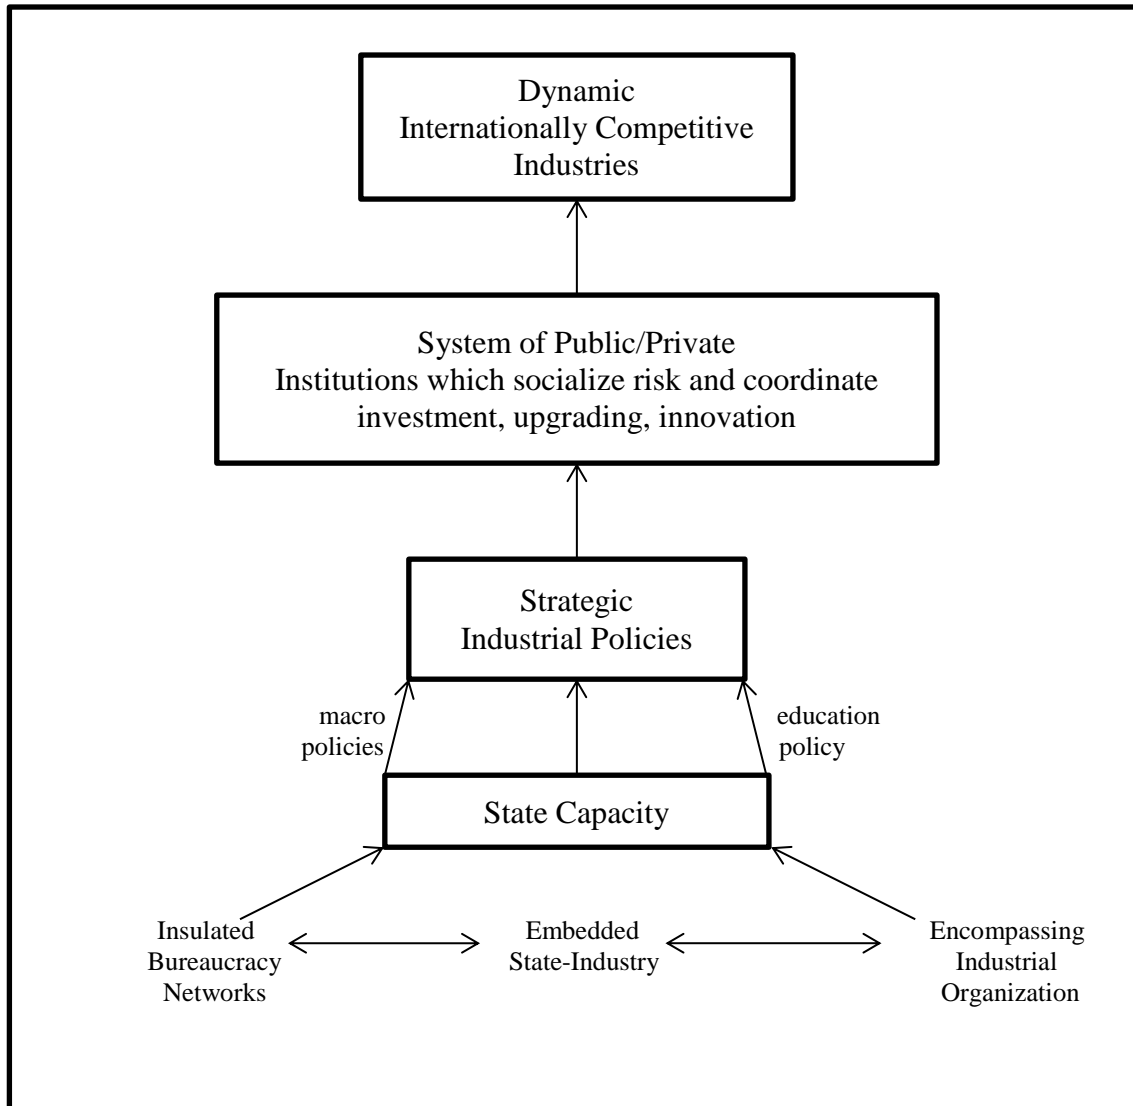 Dynamic
Internationally Competitive
Industries
System of Public/Private
Institutions which socialize risk and coordinate
investment, upgrading, innovation
Strategic
Industrial Policies
macro
policies
education
policy
State Capacity
Insulated
Bureaucracy
Networks
Embedded
State-Industry
Encompassing
Industrial
Organization